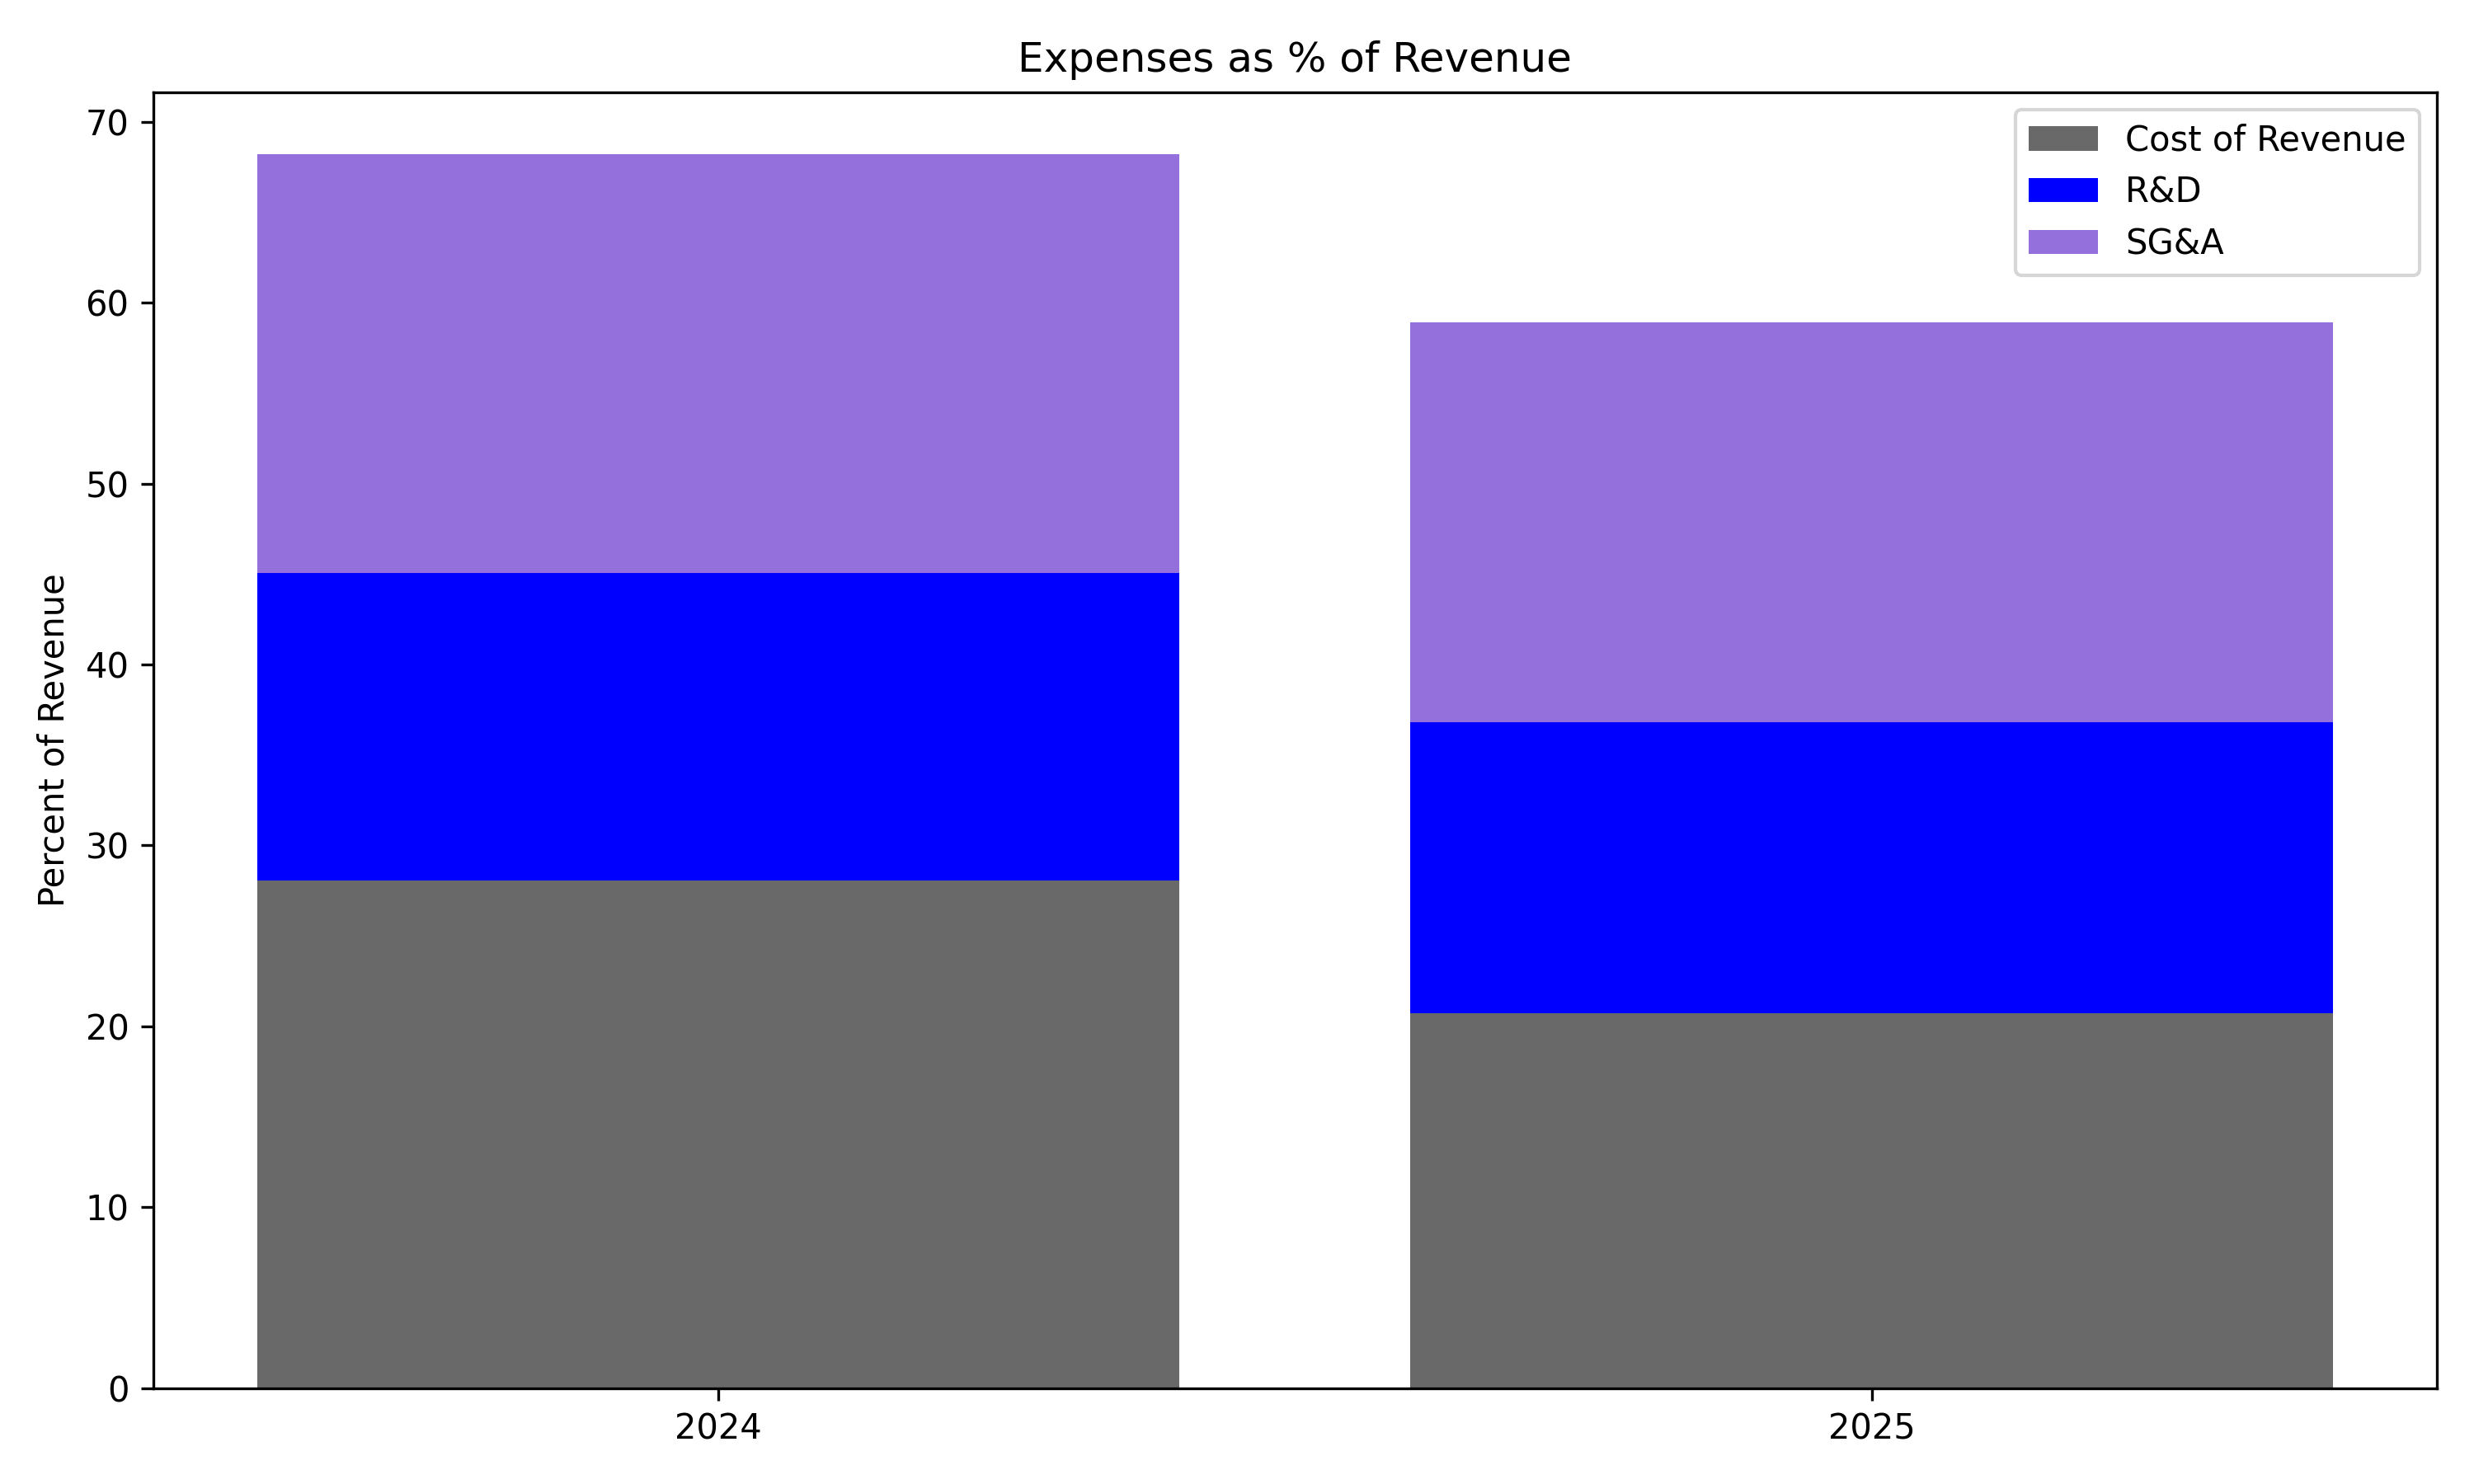 Expenses as % of Revenue
Percent of Revenue
70
60
50
40
30
20
10
0
2024
2025
Cost of Revenue
R&D
SG&A